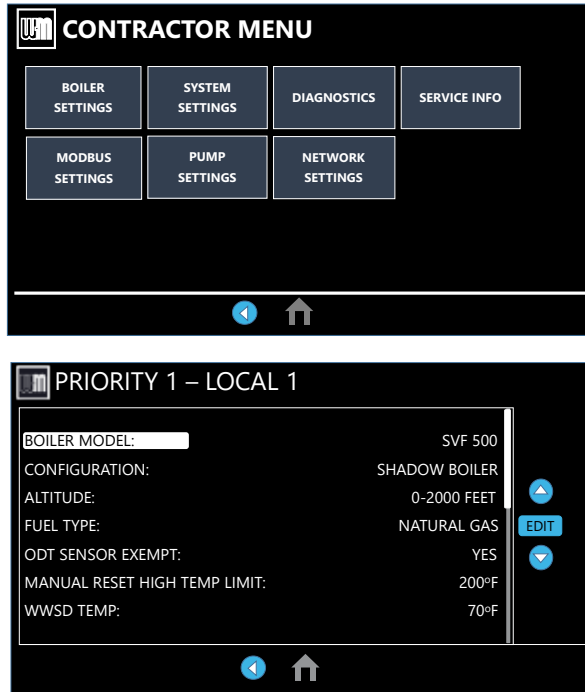 WM CONTRACTOR MENU
BOILER
SETTINGS
SYSTEM
SETTINGS
DIAGNOSTICS
SERVICE INFO
MODBUS
SETTINGS
PUMP
SETTINGS
NETWORK
SETTINGS
WM PRIORITY 1 – LOCAL 1
BOILER MODEL: SVF 500
CONFIGURATION: SHADOW BOILER
ALTITUDE: 0-2000 FEET
FUEL TYPE: NATURAL GAS
EDIT
ODT SENSOR EXEMPT: YES
MANUAL RESET HIGH TEMP LIMIT: 200ºF
WWSD TEMP: 70ºF